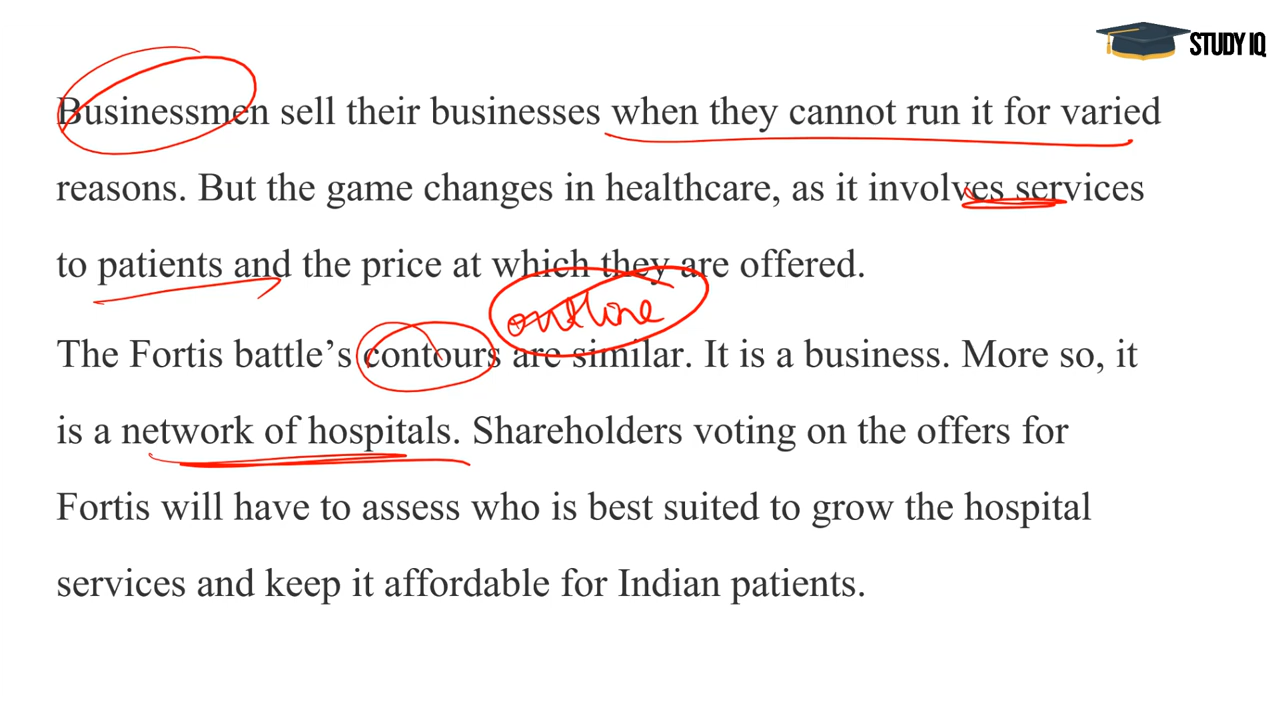 STUDY IQ
Businessmen sell their businesses when they cannot run it for varied
reasons. But the game changes in healthcare, as it involves services
to patients and the price at which they are offered.
outline
The Fortis battle’s contours are similar. It is a business. More so, it
is a network of hospitals. Shareholders voting on the offers for
Fortis will have to assess who is best suited to grow the hospital
services and keep it affordable for Indian patients.